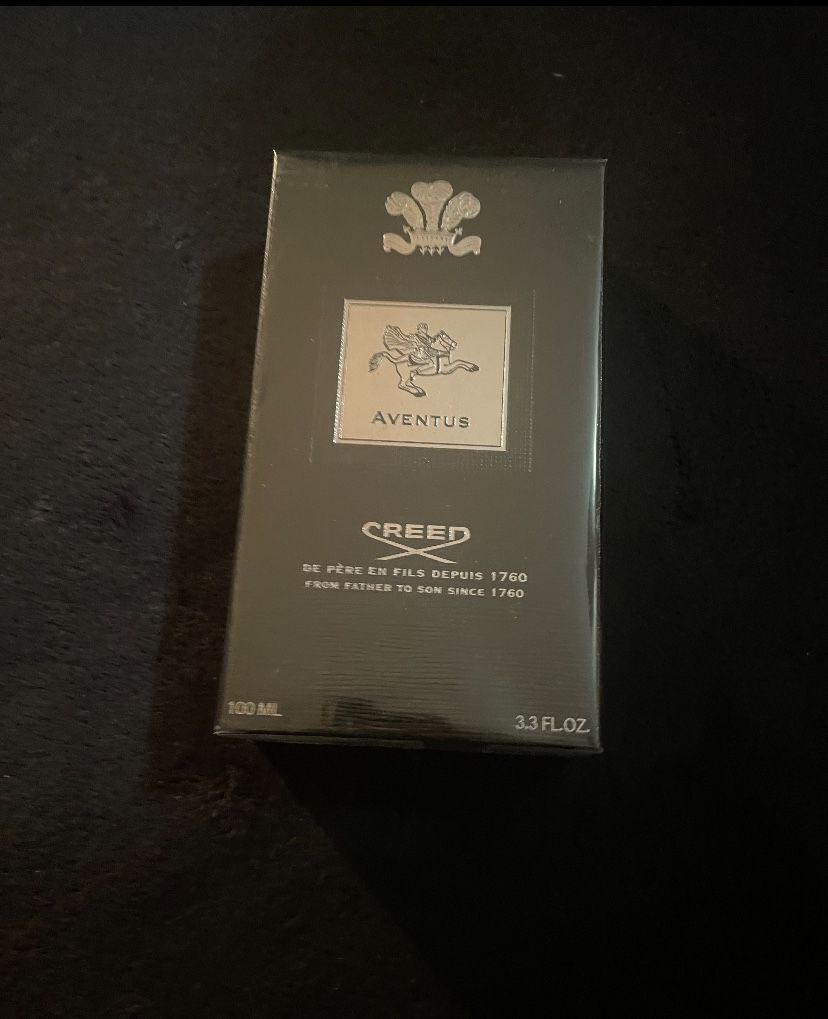 AVENTUS
CREED
DE PÈRE EN FILS DEPUIS 1760
FROM FATHER TO SON SINCE 1760
100 ML
3.3 FL.OZ.